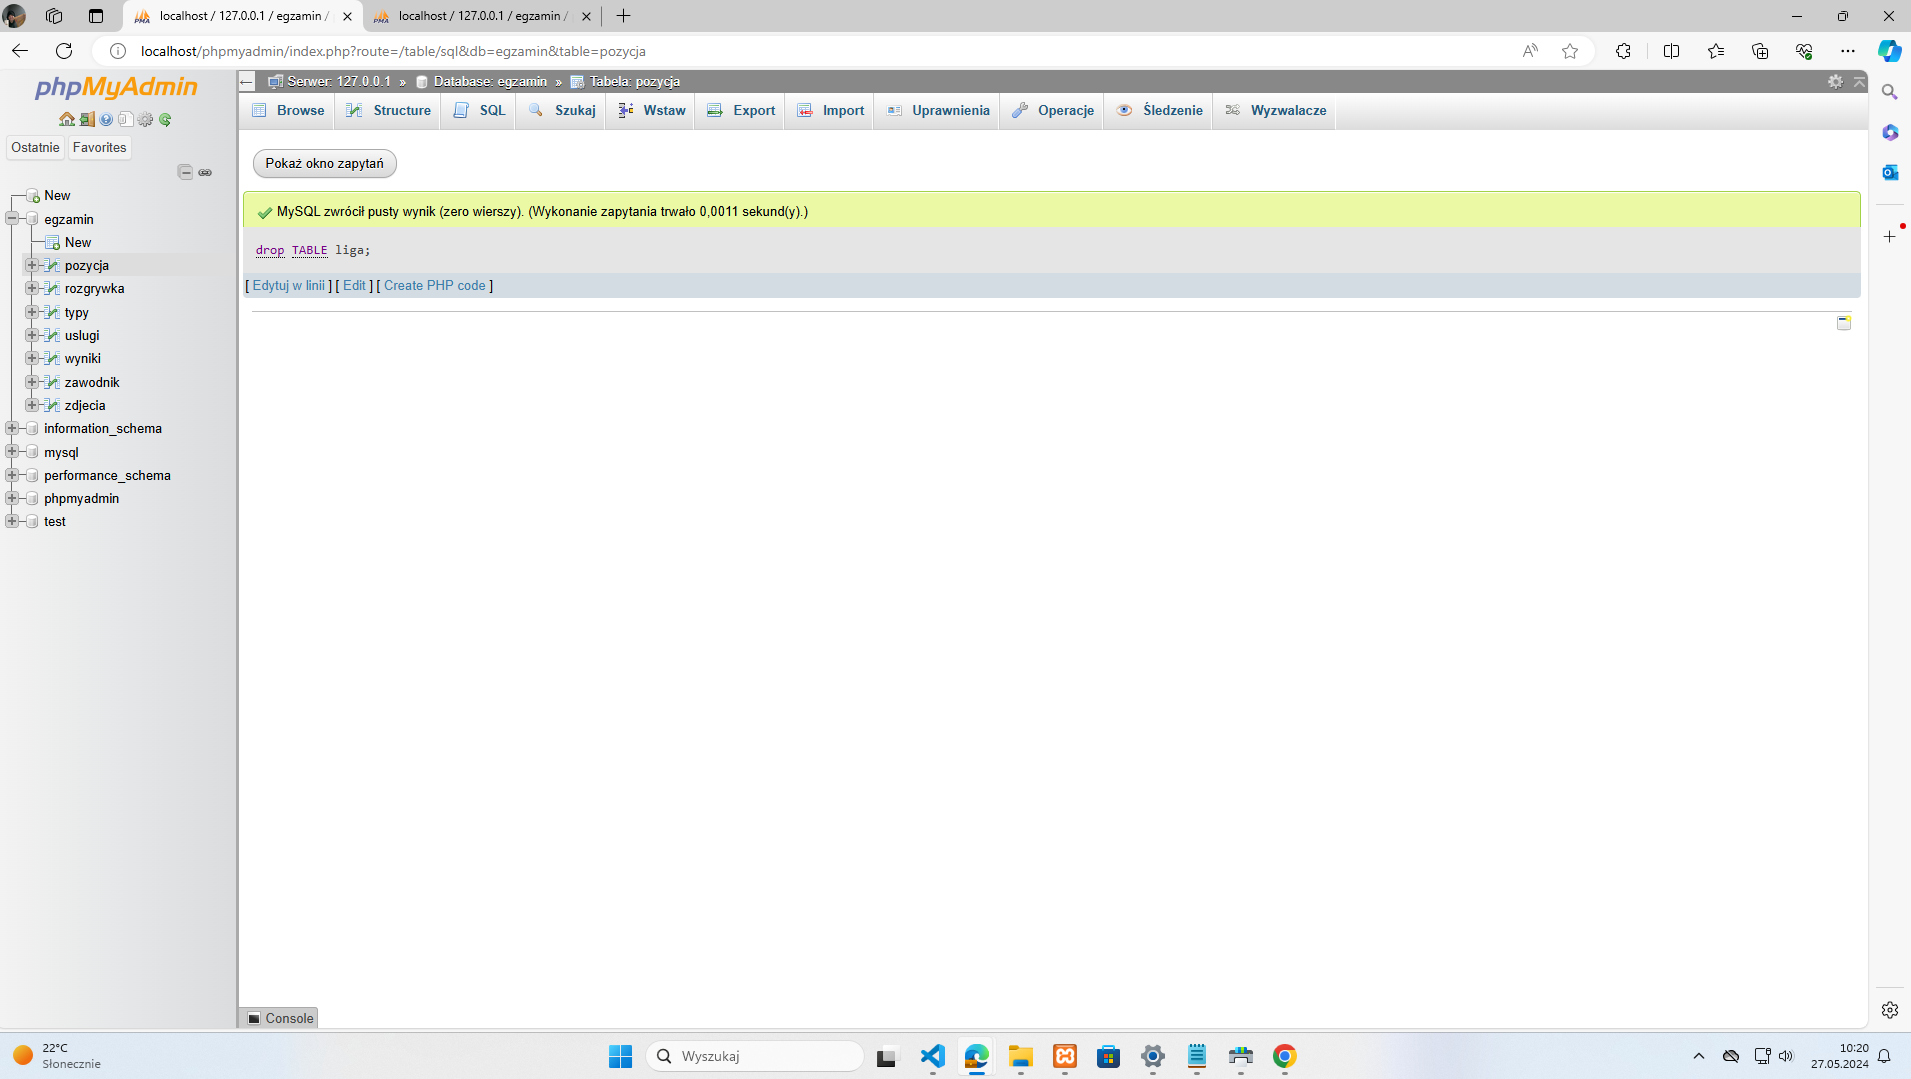 localhost / 127.0.0.1 / egzamin /
localhost / 127.0.0.1 / egzamin /
localhost/phpmyadmin/index.php?route=/table/sql&db=egzamin&table=pozycja
phpMyAdmin
Ostatnie Favorites
New
egzamin
New
pozycja
rozgrywka
typy
uslugi
wyniki
zawodnik
zdjecia
information_schema
mysql
performance_schema
phpmyadmin
test
Serwer: 127.0.0.1 » Database: egzamin » Tabela: pozycja
Browse Structure SQL Szukaj Wstaw Export Import Uprawnienia Operacje Śledzenie Wyzwalacze
Pokaż okno zapytań
MySQL zwrócił pusty wynik (zero wierszy). (Wykonanie zapytania trwało 0,0011 sekund(y).)
drop TABLE liga;
[ Edytuj w linii ] [ Edit ] [ Create PHP code ]
Console
22°C
Słonecznie
Wyszukaj
10:20
27.05.2024